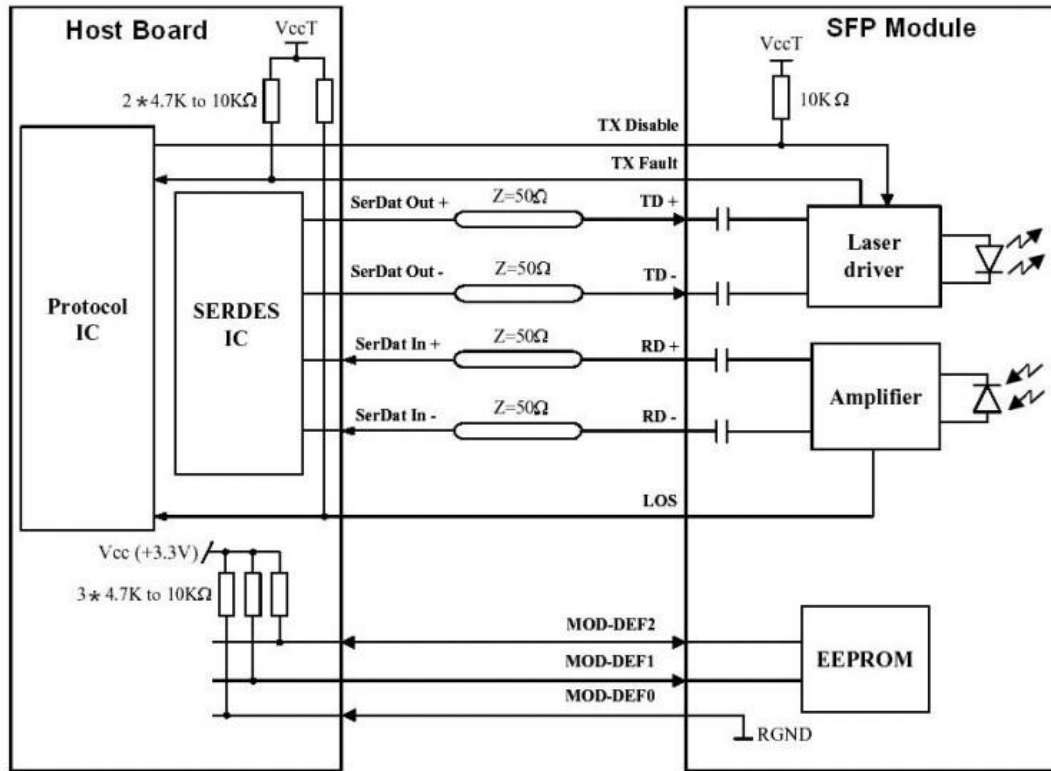 Host Board
SFP Module
VccT
VccT
2*4.7K to 10KΩ
10KΩ
TX Disable
TX Fault
SerDat Out +
Z=50Ω
TD +
SerDat Out -
Z=50Ω
TD -
Laser
driver
Protocol
IC
SERDES
IC
SerDat In +
Z=50Ω
RD +
SerDat In -
Z=50Ω
RD -
Amplifier
LOS
Vcc (+3.3V)
3*4.7K to 10KΩ
MOD-DEF2
MOD-DEF1
MOD-DEF0
EEPROM
RGND